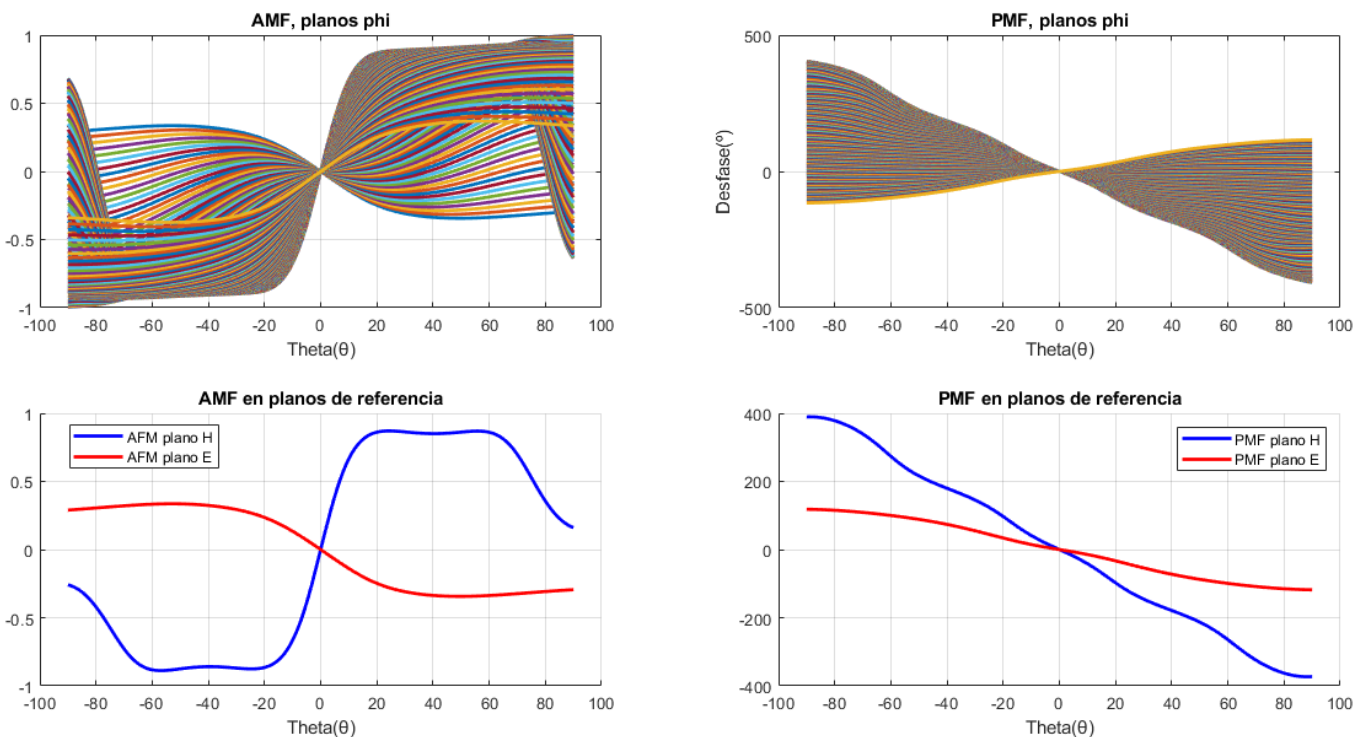 AMF, planos phi
1
0.5
0
-0.5
-1
-100 -80 -60 -40 -20 0 20 40 60 80 100
Theta(θ)
PMF, planos phi
Desfase(º)
500
0
-500
-100 -80 -60 -40 -20 0 20 40 60 80 100
Theta(θ)
AMF en planos de referencia
AFM plano H
AFM plano E
1
0.5
0
-0.5
-1
-100 -80 -60 -40 -20 0 20 40 60 80 100
Theta(θ)
PMF en planos de referencia
PMF plano H
PMF plano E
400
200
0
-200
-400
-100 -80 -60 -40 -20 0 20 40 60 80 100
Theta(θ)